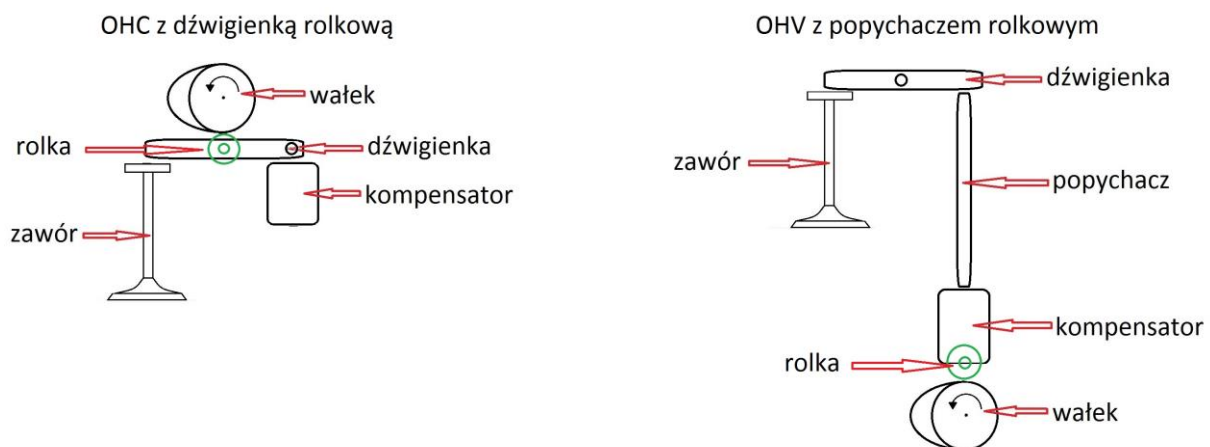 OHC z dźwigienką rolkową
wałek
rolka
dźwigienka
kompensator
zawór
OHV z popychaczem rolkowym
dźwigienka
zawór
popychacz
kompensator
rolka
wałek